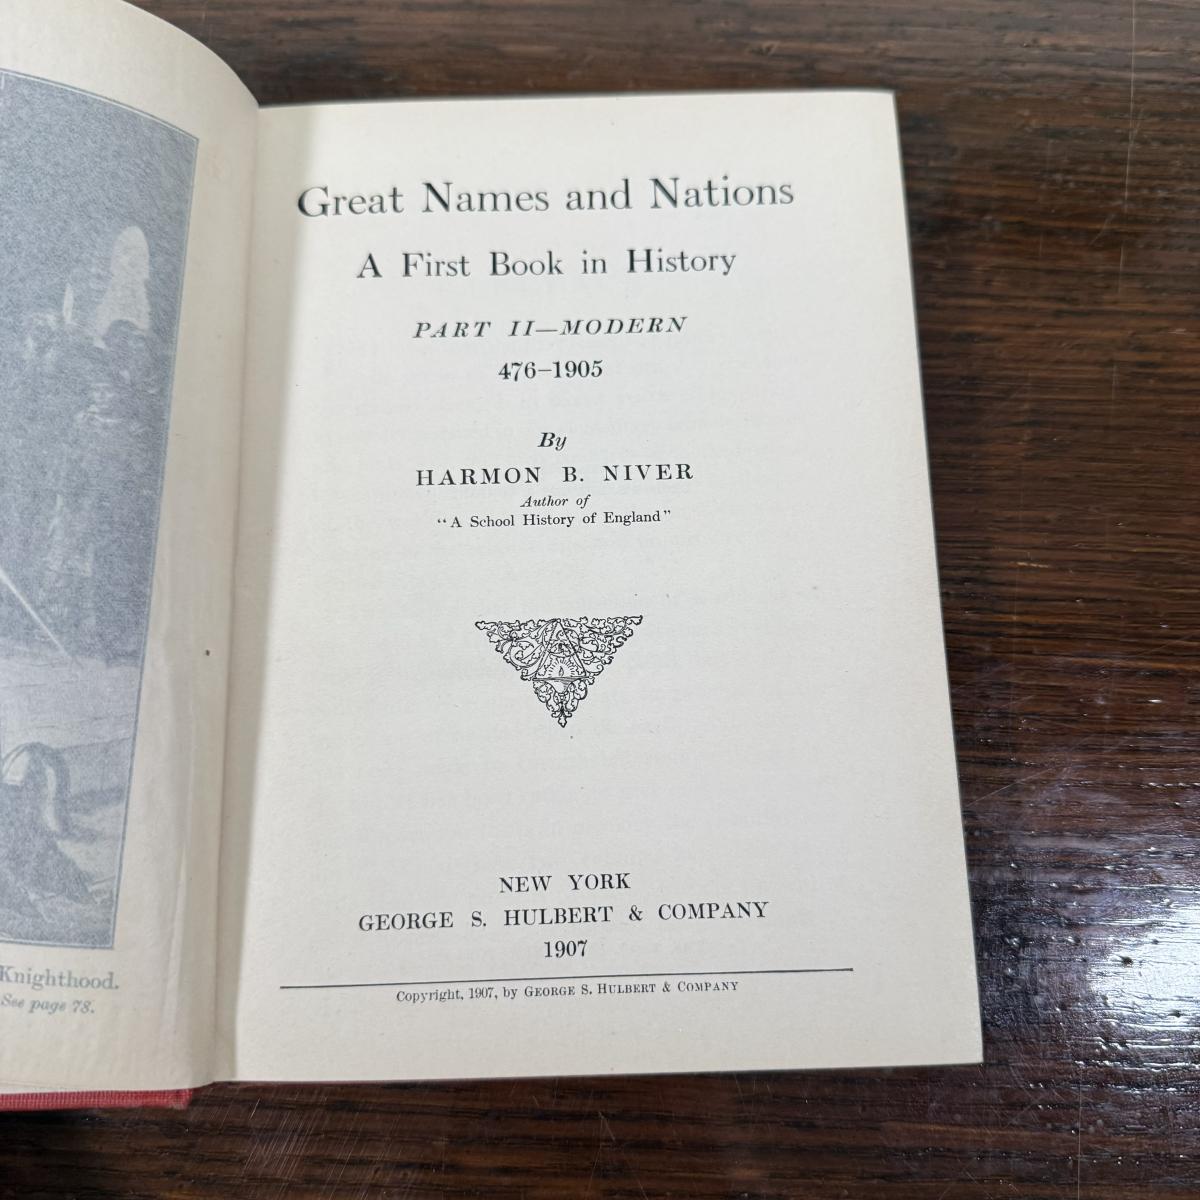 Knighthood.
See page 78.
Great Names and Nations
A First Book in History
PART II—MODERN
476–1905
By
HARMON B. NIVER
Author of
“A School History of England”
NEW YORK
GEORGE S. HULBERT & COMPANY
1907
Copyright, 1907, by GEORGE S. HULBERT & COMPANY